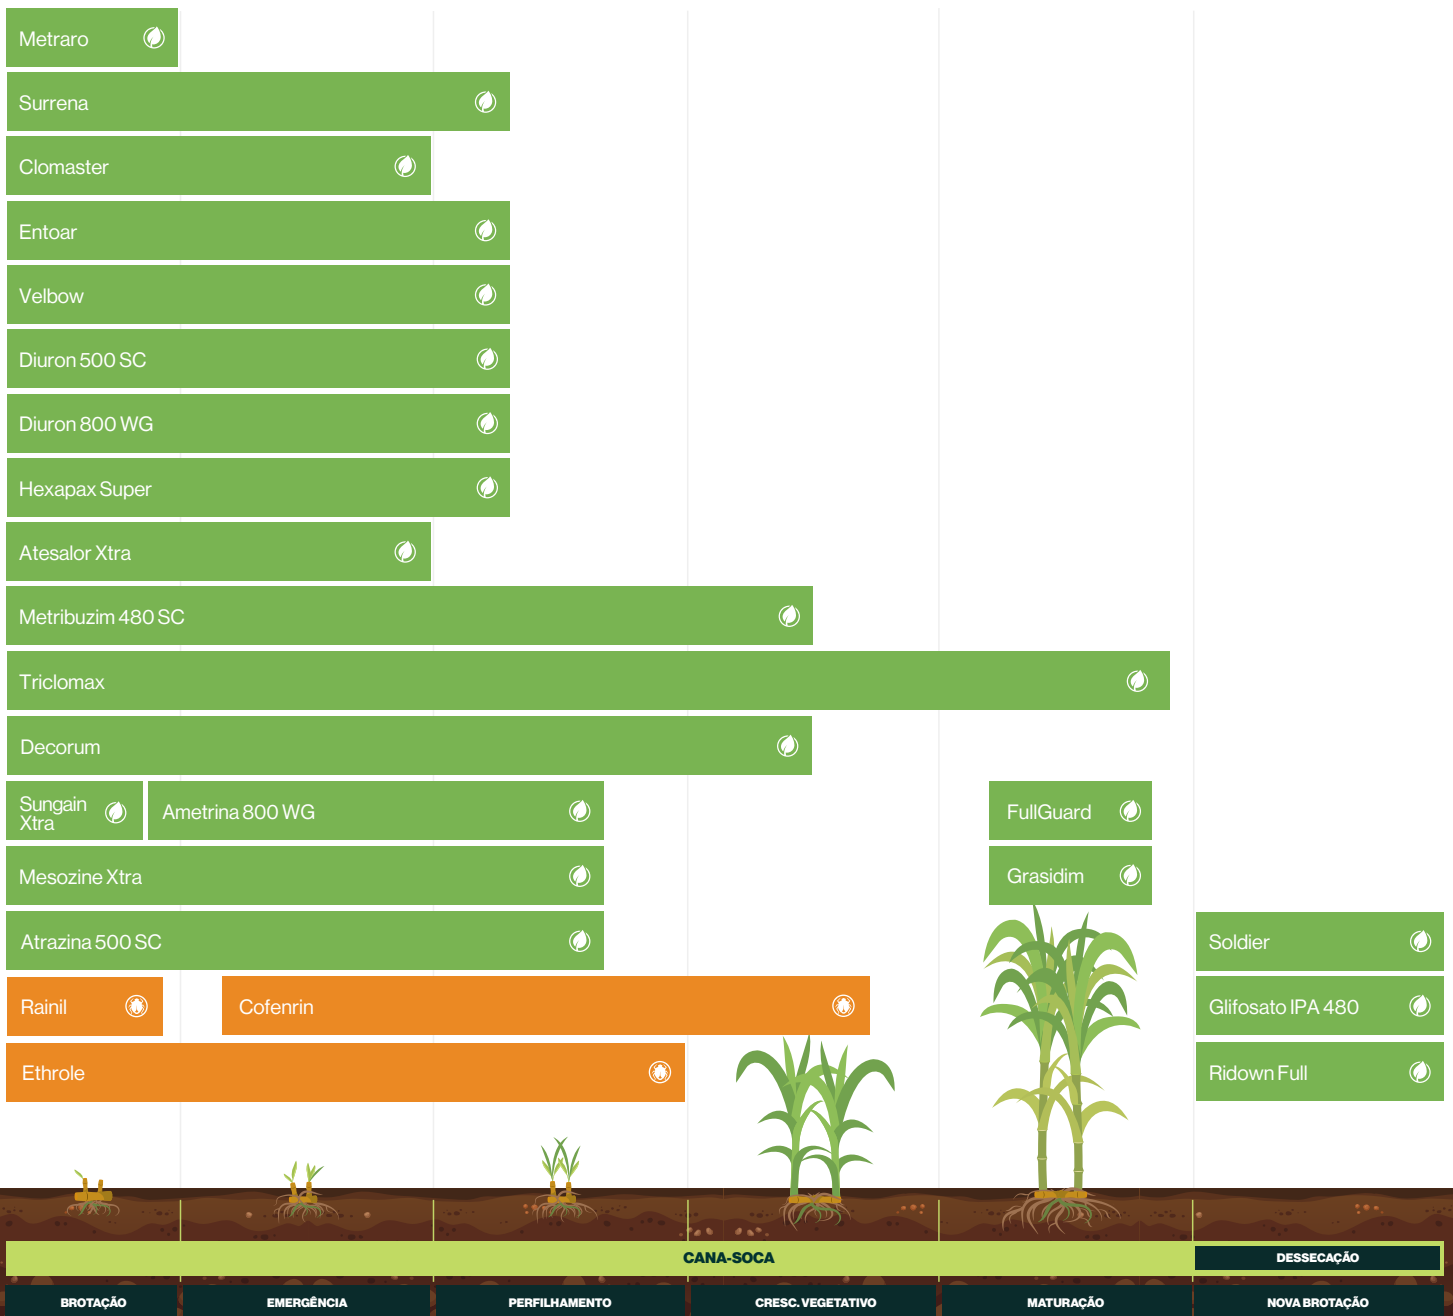 Metraro
Surrena
Clomaster
Entoar
Velbow
Diuron 500 SC
Diuron 800 WG
Hexapax Super
Atesalor Xtra
Metribuzim 480 SC
Triclomax
Decorum
Sungain
Xtra
Ametrina 800 WG
FullGuard
Mesozine Xtra
Grasidim
Atrazina 500 SC
Soldier
Rainil
Cofenrin
Glifosato IPA 480
Ethrole
Ridown Full
CANA-SOCA
DESSECAÇÃO
BROTAÇÃO
EMERGÊNCIA
PERFILHAMENTO
CRESC. VEGETATIVO
MATURAÇÃO
NOVA BROTAÇÃO